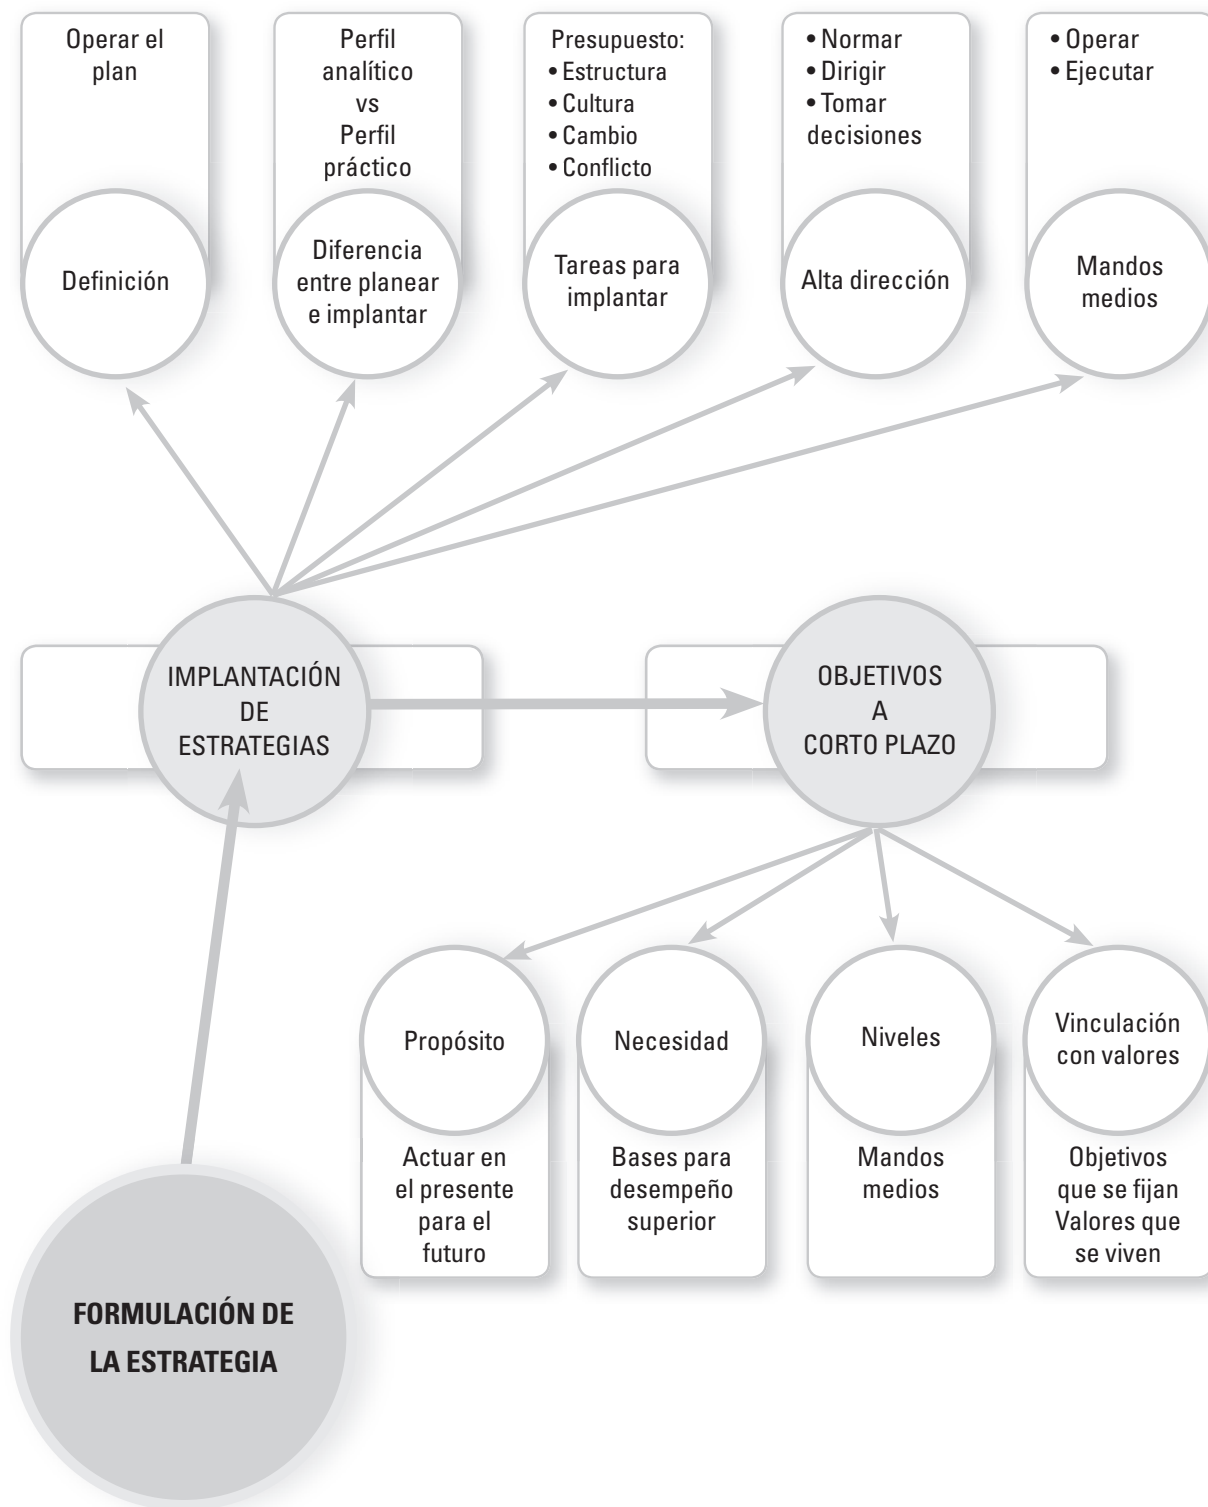 Operar el
plan
Definición
Perfil
analítico
vs
Perfil
práctico
Diferencia
entre planear
e implantar
Presupuesto:
• Estructura
• Cultura
• Cambio
• Conflicto
Tareas para
implantar
• Normar
• Dirigir
• Tomar
decisiones
Alta dirección
• Operar
• Ejecutar
Mandos
medios
IMPLANTACIÓN
DE
ESTRATEGIAS
OBJETIVOS
A
CORTO PLAZO
Propósito
Actuar en
el presente
para el
futuro
Necesidad
Bases para
desempeño
superior
Niveles
Mandos
medios
Vinculación
con valores
Objetivos
que se fijan
Valores que
se viven
FORMULACIÓN DE
LA ESTRATEGIA